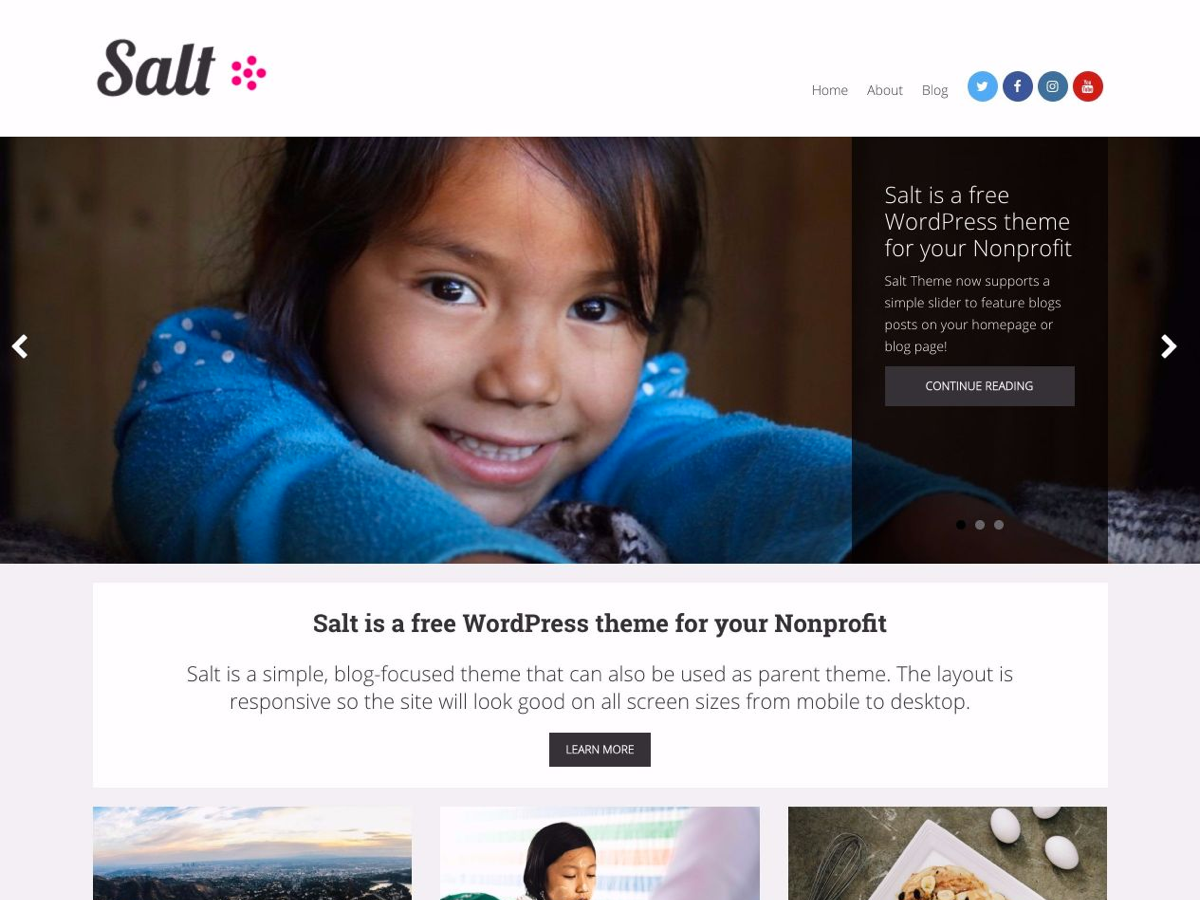 Salt
Home About Blog
You
Tube
Salt is a free
WordPress theme
for your Nonprofit
Salt Theme now supports a
simple slider to feature blogs
posts on your homepage or
blog page!
CONTINUE READING
Salt is a free WordPress theme for your Nonprofit
Salt is a simple, blog-focused theme that can also be used as parent theme. The layout is
responsive so the site will look good on all screen sizes from mobile to desktop.
LEARN MORE